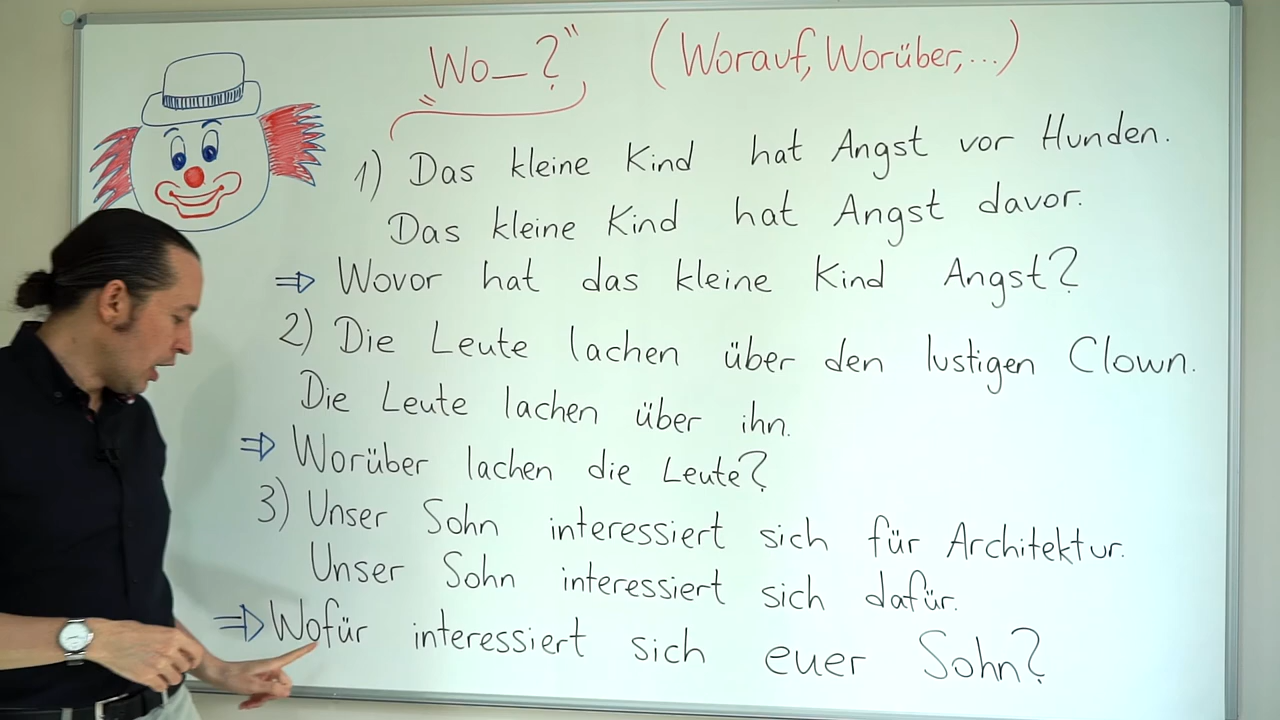 „Wo_?" (Worauf, Worüber,...)
1) Das kleine Kind hat Angst vor Hunden.
Das kleine Kind hat Angst davor.
⇒ Wovor hat das kleine Kind Angst?
2) Die Leute lachen über den lustigen Clown.
Die Leute lachen über ihn.
⇒ Worüber lachen die Leute?
3) Unser Sohn interessiert sich für Architektur.
Unser Sohn interessiert sich dafür.
⇒ Wofür interessiert sich euer Sohn?